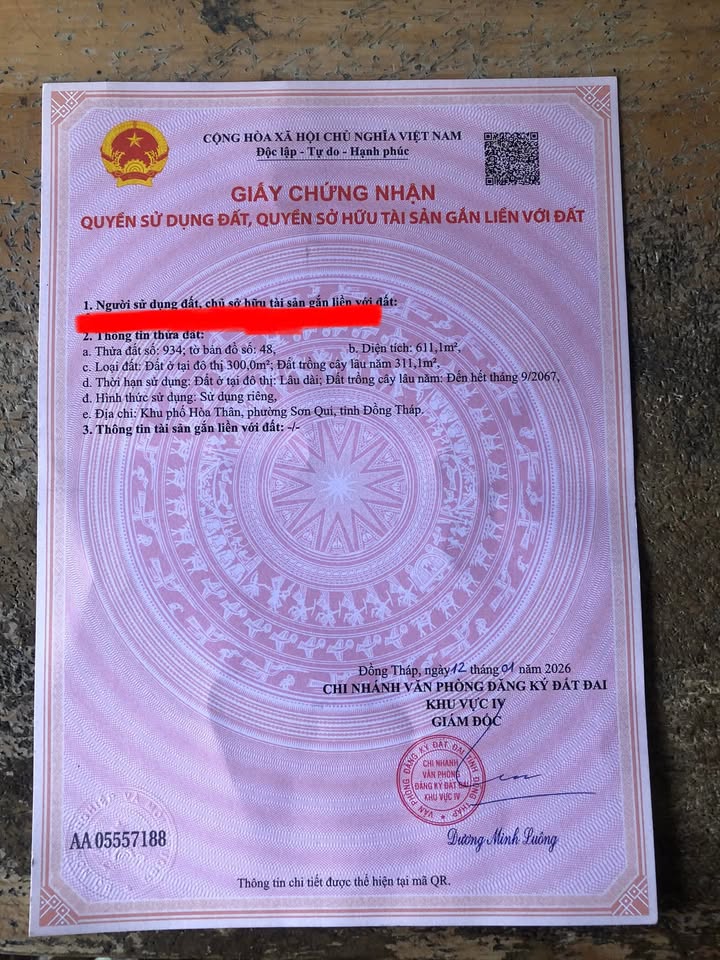 CỘNG HÒA XÃ HỘI CHỦ NGHĨA VIỆT NAM
Độc lập - Tự do - Hạnh phúc
GIẤY CHỨNG NHẬN
QUYỀN SỬ DỤNG ĐẤT, QUYỀN SỞ HỮU TÀI SẢN GẮN LIỀN VỚI ĐẤT
1. Người sử dụng đất, chủ sở hữu tài sản gắn liền với đất:
2. Thông tin thửa đất:
a. Thửa đất số: 934; tờ bản đồ số: 48, b. Diện tích: 611,1m²,
c. Loại đất: Đất ở tại đô thị 300,0m²; Đất trồng cây lâu năm 311,1m²,
d. Thời hạn sử dụng: Đất ở tại đô thị: Lâu dài; Đất trồng cây lâu năm: Đến hết tháng 9/2067,
đ. Hình thức sử dụng: Sử dụng riêng,
e. Địa chỉ: Khu phố Hòa Thân, phường Sơn Qui, tỉnh Đồng Tháp.
3. Thông tin tài sản gắn liền với đất: -/-
Đồng Tháp, ngày 12 tháng 01 năm 2026
CHI NHÁNH VĂN PHÒNG ĐĂNG KÝ ĐẤT ĐAI
KHU VỰC IV
GIÁM ĐỐC
VĂN PHÒNG ĐĂNG KÝ ĐẤT ĐAI TỈNH ĐỒNG THÁP
CHI NHÁNH
VĂN PHÒNG
ĐĂNG KÝ ĐẤT ĐAI
KHU VỰC IV
Dương Minh Luông
AA 05557188
Thông tin chi tiết được thể hiện tại mã QR.